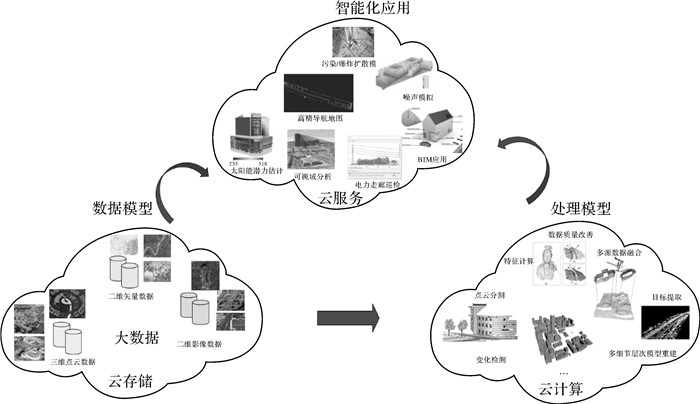 智能化应用
污染/爆炸扩散模
噪声模拟
高精导航地图
BIM应用
235 518
太阳能潜力估计
可视域分析
电力走廊巡检
云服务
数据模型
处理模型
二维矢量数据
大数据
二维影像数据
三维点云数据
云存储
数据质量改善
特征计算
多源数据融合
点云分割
目标提取
变化检测
多细节层次模型重建
…
云计算